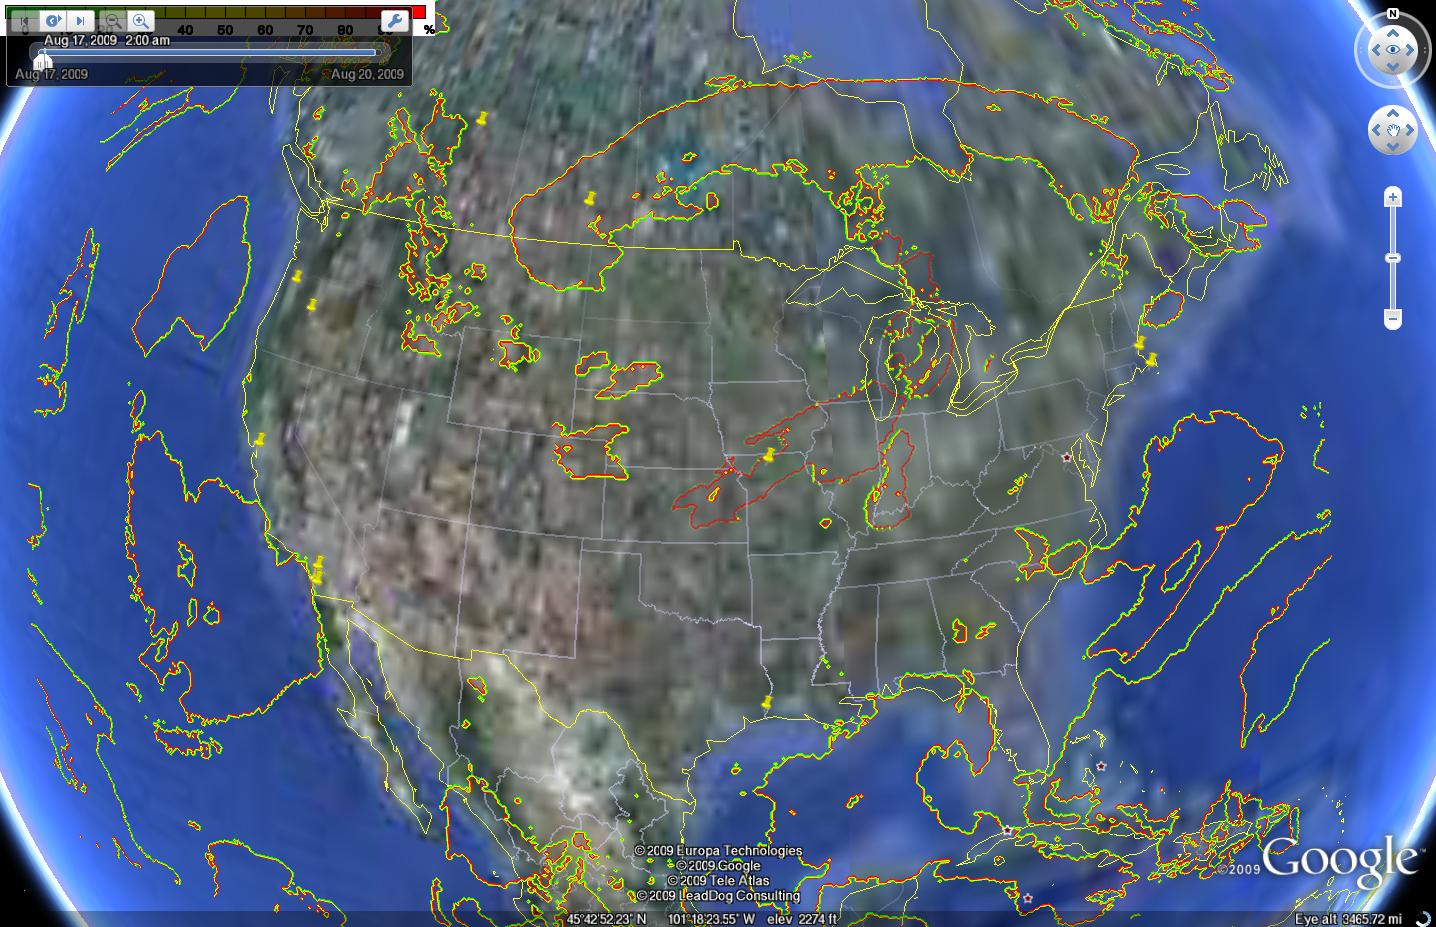 40 50 60 70 80 %
Aug 17, 2009 2:00 am
Aug 17, 2009 Aug 20, 2009
N
© 2009 Europa Technologies
© 2009 Google
© 2009 Tele Atlas
© 2009 LeadDog Consulting
©2009 Google™
45°42'52.23" N 101°18'23.55" W elev 2274 ft
Eye alt 3465.72 mi